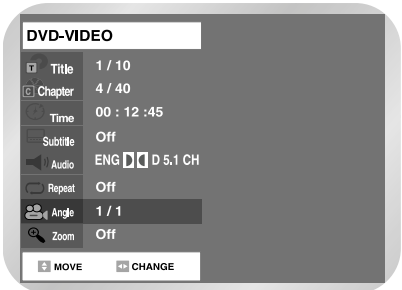 DVD-VIDEO
T Title 1 / 10
C Chapter 4 / 40
Time 00 : 12 :45
Subtitle Off
Audio ENG D 5.1 CH
Repeat Off
Angle 1 / 1
Zoom Off
MOVE CHANGE